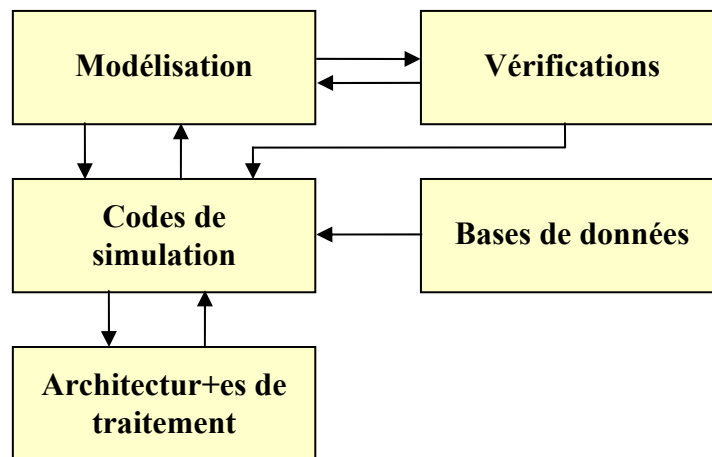 Modélisation
Vérifications
Codes de
simulation
Bases de données
Architectur+es de
traitement